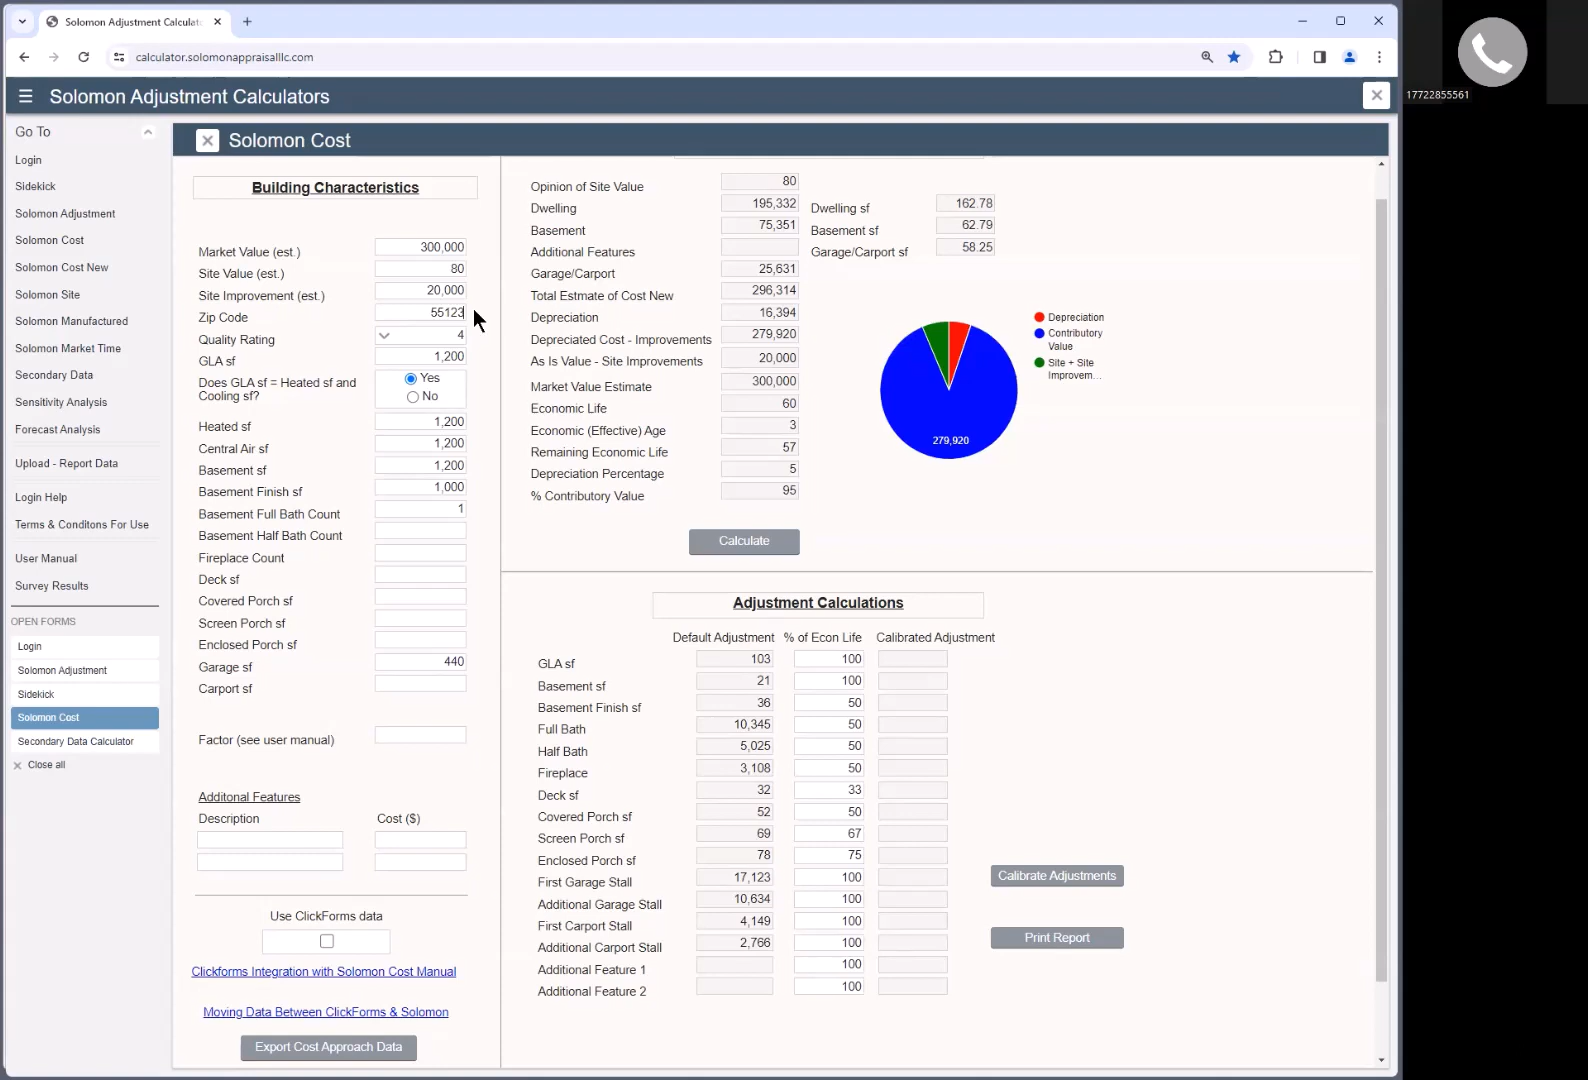 Solomon Adjustment Calculat
calculator.solomonappraisalllc.com
Solomon Adjustment Calculators
17722855561
Go To
Login
Sidekick
Solomon Adjustment
Solomon Cost
Solomon Cost New
Solomon Site
Solomon Manufactured
Solomon Market Time
Secondary Data
Sensitivity Analysis
Forecast Analysis
Upload - Report Data
Login Help
Terms & Conditons For Use
User Manual
Survey Results
OPEN FORMS
Login
Solomon Adjustment
Sidekick
Solomon Cost
Secondary Data Calculator
Close all
Solomon Cost
Building Characteristics
Market Value (est.) 300,000
Site Value (est.) 80
Site Improvement (est.) 20,000
Zip Code 55123
Quality Rating 4
GLA sf 1,200
Does GLA sf = Heated sf and Yes
Cooling sf? No
Heated sf 1,200
Central Air sf 1,200
Basement sf 1,200
Basement Finish sf 1,000
Basement Full Bath Count 1
Basement Half Bath Count
Fireplace Count
Deck sf
Covered Porch sf
Screen Porch sf
Enclosed Porch sf
Garage sf 440
Carport sf
Factor (see user manual)
Additonal Features
Description Cost ($)
Use ClickForms data
Clickforms Integration with Solomon Cost Manual
Moving Data Between ClickForms & Solomon
Export Cost Approach Data
Opinion of Site Value 80
Dwelling 195,332 Dwelling sf 162.78
Basement 75,351 Basement sf 62.79
Additional Features Garage/Carport sf 58.25
Garage/Carport 25,631
Total Estmate of Cost New 296,314
Depreciation 16,394
Depreciated Cost - Improvements 279,920
As Is Value - Site Improvements 20,000
Market Value Estimate 300,000
Economic Life 60
Economic (Effective) Age 3
Remaining Economic Life 57
Depreciation Percentage 5
% Contributory Value 95
Depreciation
Contributory
Value
Site + Site
Improvem...
279,920
Calculate
Adjustment Calculations
Default Adjustment % of Econ Life Calibrated Adjustment
GLA sf 103 100
Basement sf 21 100
Basement Finish sf 36 50
Full Bath 10,345 50
Half Bath 5,025 50
Fireplace 3,108 50
Deck sf 32 33
Covered Porch sf 52 50
Screen Porch sf 69 67
Enclosed Porch sf 78 75
First Garage Stall 17,123 100
Additional Garage Stall 10,634 100
First Carport Stall 4,149 100
Additional Carport Stall 2,766 100
Additional Feature 1 100
Additional Feature 2 100
Calibrate Adjustments
Print Report